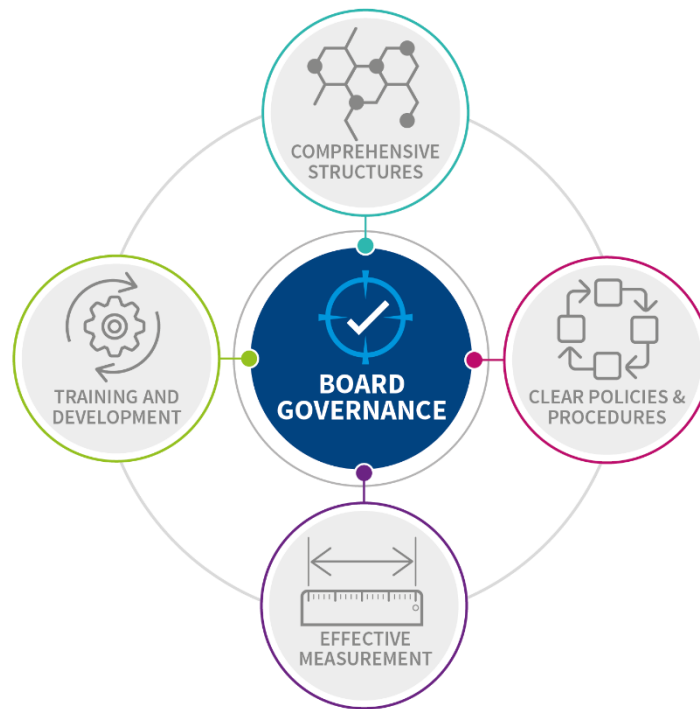 COMPREHENSIVE
STRUCTURES
TRAINING AND
DEVELOPMENT
BOARD
GOVERNANCE
CLEAR POLICIES &
PROCEDURES
EFFECTIVE
MEASUREMENT